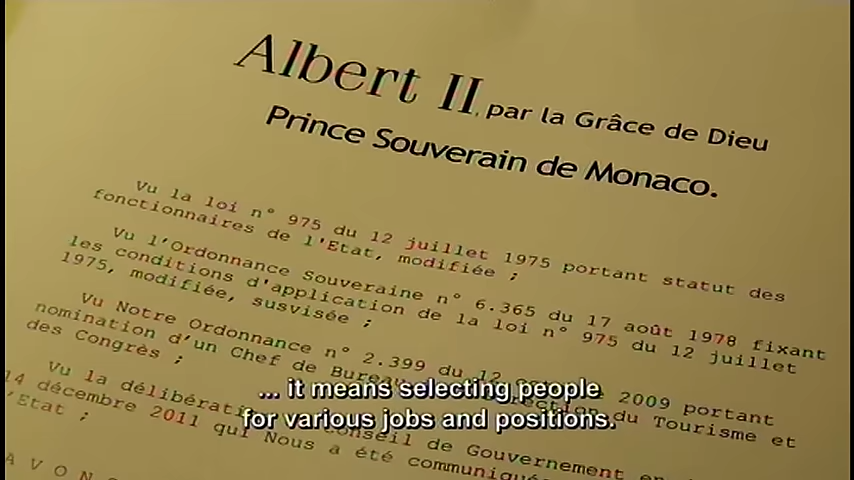 Albert II, par la Grâce de Dieu
Prince Souverain de Monaco.
Vu la loi n° 975 du 12 juillet 1975 portant statut des
fonctionnaires de l'Etat, modifiée ;
Vu l'Ordonnance Souveraine n° 6.365 du 17 août 1978 fixant
les conditions d'application de la loi n° 975 du 12 juillet
1975, modifiée, susvisée ;
Vu Notre Ordonnance n° 2.399 du 12 2009 portant
nomination d'un Chef de Bureau du Tourisme et
des Congrès ;
Vu la Conseil de Gouvernement en
14 décembre 2011 qui Nous a été
l'Etat ;
... it means selecting people
for various jobs and positions.